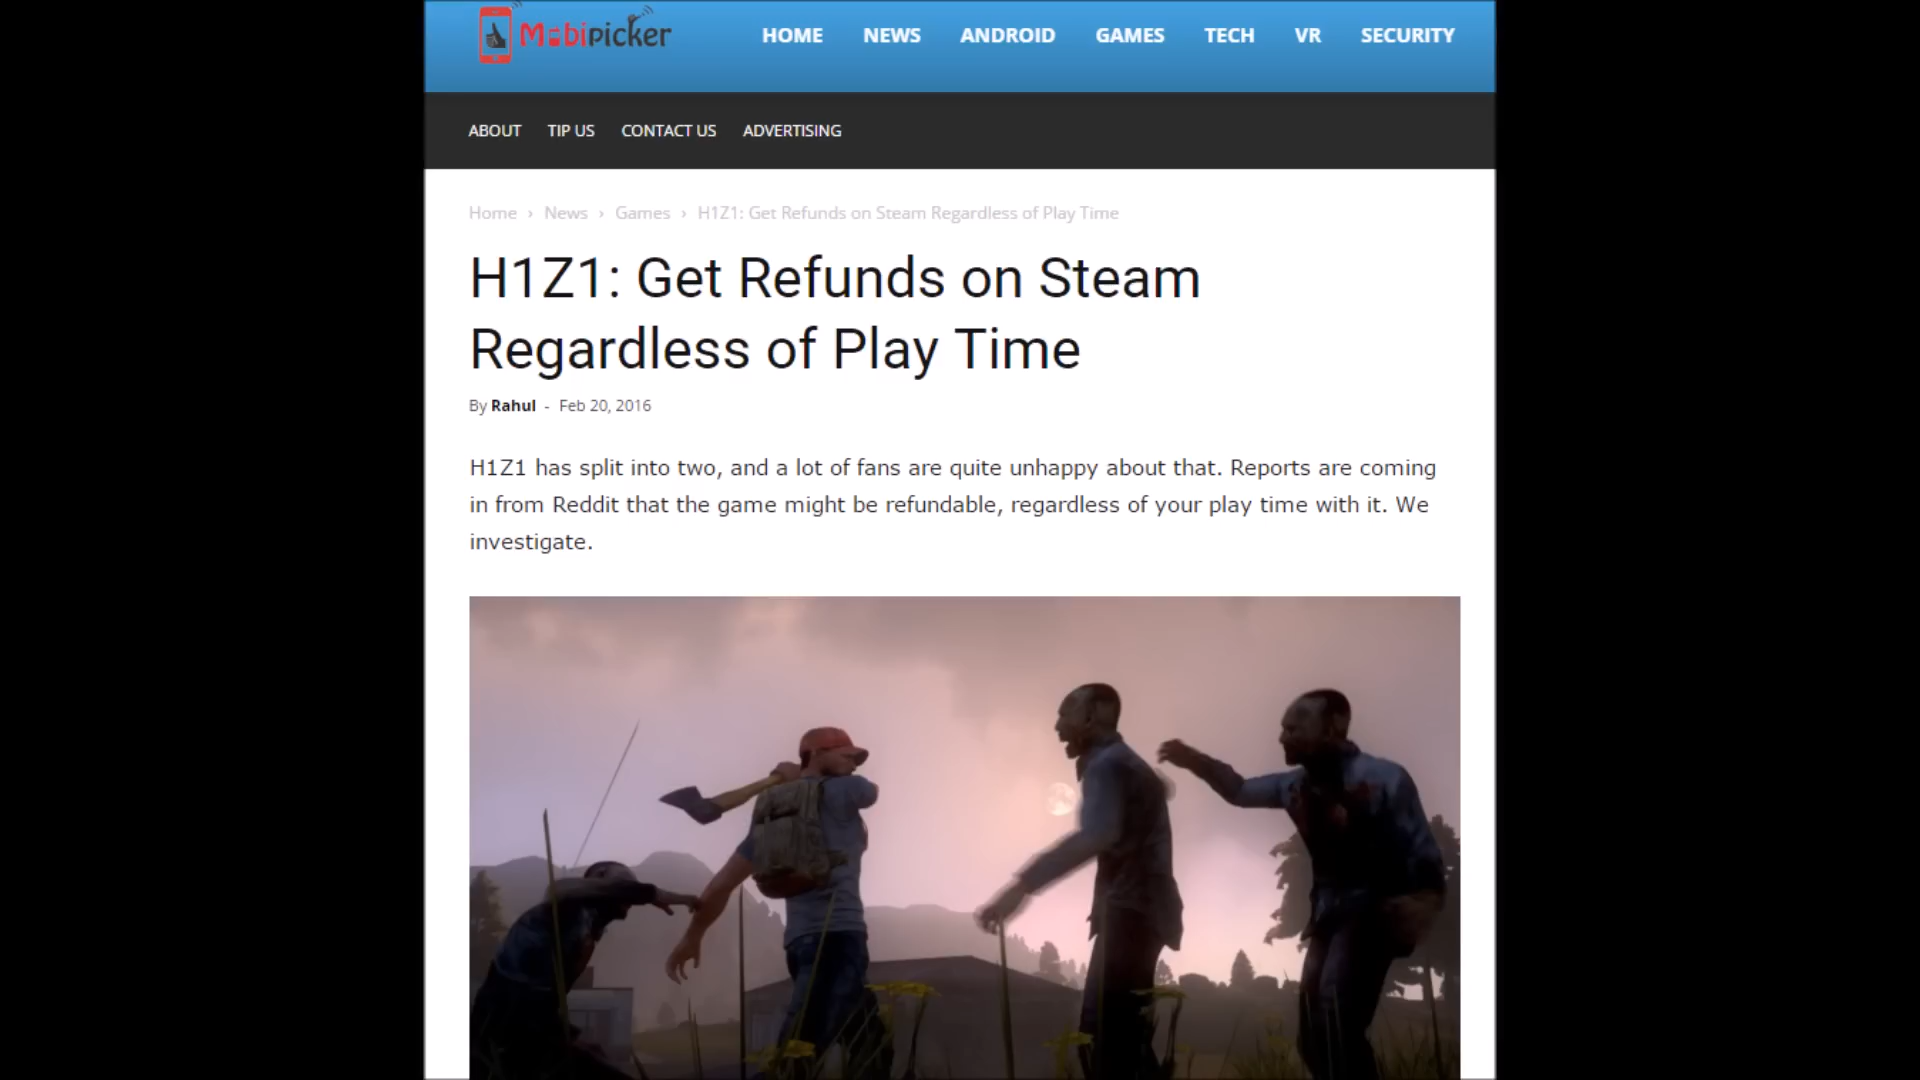 Mobipicker
HOME NEWS ANDROID GAMES TECH VR SECURITY
ABOUT TIP US CONTACT US ADVERTISING
Home › News › Games › H1Z1: Get Refunds on Steam Regardless of Play Time
H1Z1: Get Refunds on Steam
Regardless of Play Time
By Rahul - Feb 20, 2016
H1Z1 has split into two, and a lot of fans are quite unhappy about that. Reports are coming
in from Reddit that the game might be refundable, regardless of your play time with it. We
investigate.